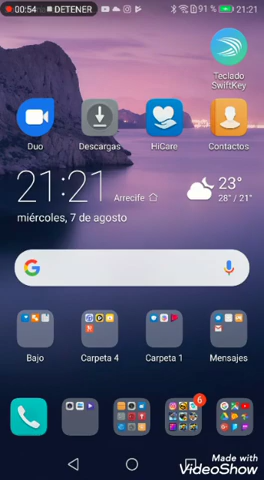 00:54 DETENER 91 % 21:21
Teclado
SwiftKey
Duo Descargas HiCare Contactos
21:21 Arrecife 23°
28° / 21°
miércoles, 7 de agosto
G
Bajo Carpeta 4 Carpeta 1 Mensajes
6
Made with
VideoShow